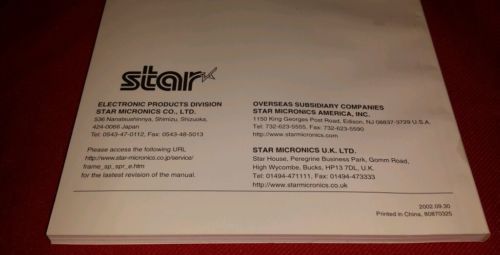 star
ELECTRONIC PRODUCTS DIVISION
STAR MICRONICS CO., LTD.
536 Nanatsushinnya, Shimizu, Shizuoka,
424-0066 Japan
Tel: 0543-47-0112, Fax: 0543-48-5013
Please access the following URL
http://www.star-micronics.co.jp/service/
frame_sp_spr_e.htm
for the lastest revision of the manual.
OVERSEAS SUBSIDIARY COMPANIES
STAR MICRONICS AMERICA, INC.
1150 King Georges Post Road, Edison, NJ 08837-3729 U.S.A.
Tel: 732-623-5555, Fax: 732-623-5590
http://www.starmicronics.com
STAR MICRONICS U.K. LTD.
Star House, Peregrine Business Park, Gomm Road,
High Wycombe, Bucks, HP13 7DL, U.K.
Tel: 01494-471111, Fax: 01494-473333
http://www.starmicronics.co.uk
2002.09.30
Printed in China, 80870325